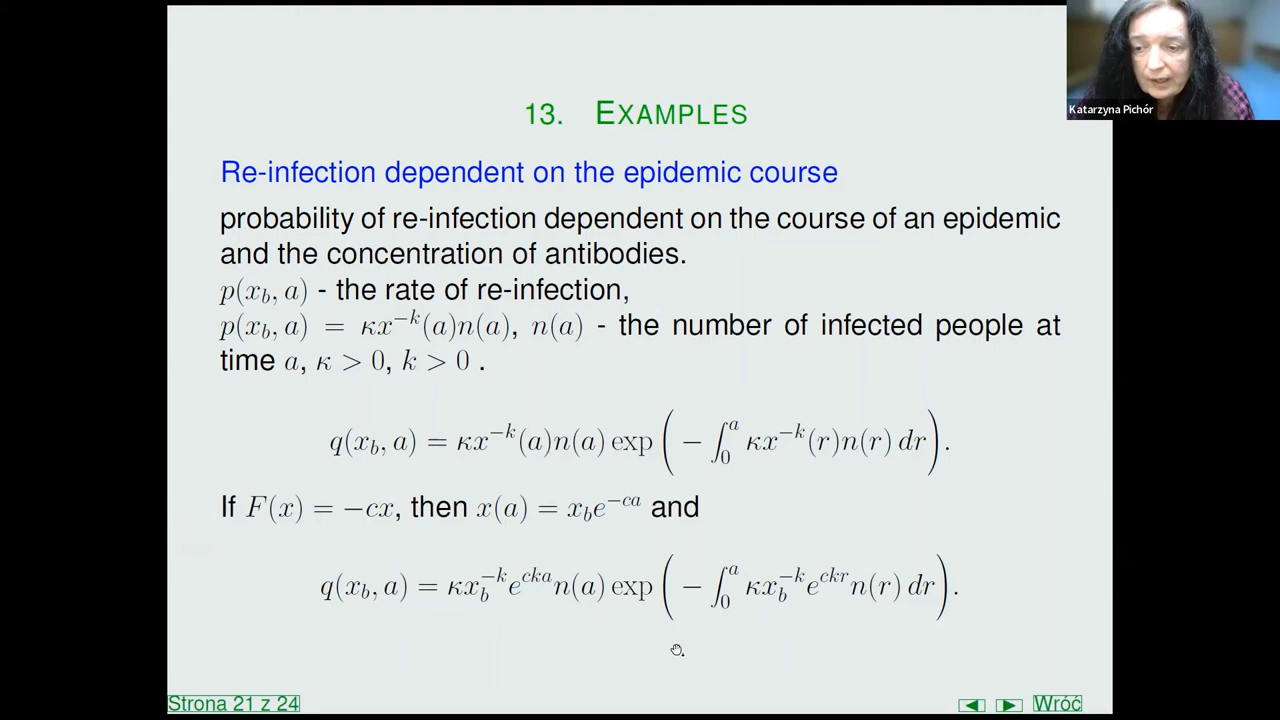 13. EXAMPLES
Re-infection dependent on the epidemic course
probability of re-infection dependent on the course of an epidemic
and the concentration of antibodies.
p(x_b, a) - the rate of re-infection,
p(x_b, a) = κx^{-k}(a)n(a), n(a) - the number of infected people at
time a, κ > 0, k > 0 .
q(x_b, a) = κx^{-k}(a)n(a) exp( − ∫_0^a κx^{-k}(r)n(r) dr ).
If F(x) = −cx, then x(a) = x_b e^{-ca} and
q(x_b, a) = κx_b^{-k} e^{cka} n(a) exp( − ∫_0^a κx_b^{-k} e^{ckr} n(r) dr ).
Strona 21 z 24
Wróć
Katarzyna Pichór